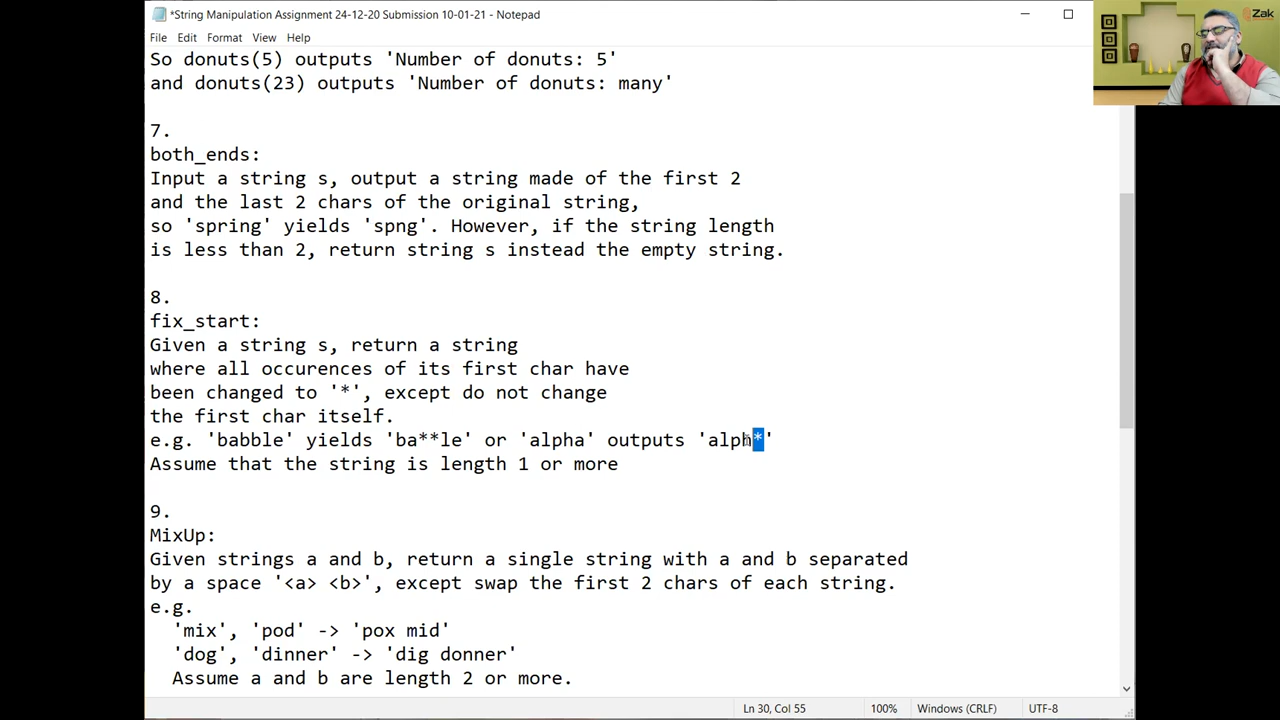 *String Manipulation Assignment 24-12-20 Submission 10-01-21 - Notepad
Zak
File Edit Format View Help
So donuts(5) outputs 'Number of donuts: 5'
and donuts(23) outputs 'Number of donuts: many'
7.
both_ends:
Input a string s, output a string made of the first 2
and the last 2 chars of the original string,
so 'spring' yields 'spng'. However, if the string length
is less than 2, return string s instead the empty string.
8.
fix_start:
Given a string s, return a string
where all occurences of its first char have
been changed to '*', except do not change
the first char itself.
e.g. 'babble' yields 'ba**le' or 'alpha' outputs 'alph*'
Assume that the string is length 1 or more
9.
MixUp:
Given strings a and b, return a single string with a and b separated
by a space '<a> <b>', except swap the first 2 chars of each string.
e.g.
'mix', 'pod' -> 'pox mid'
'dog', 'dinner' -> 'dig donner'
Assume a and b are length 2 or more.
Ln 30, Col 55 100% Windows (CRLF) UTF-8